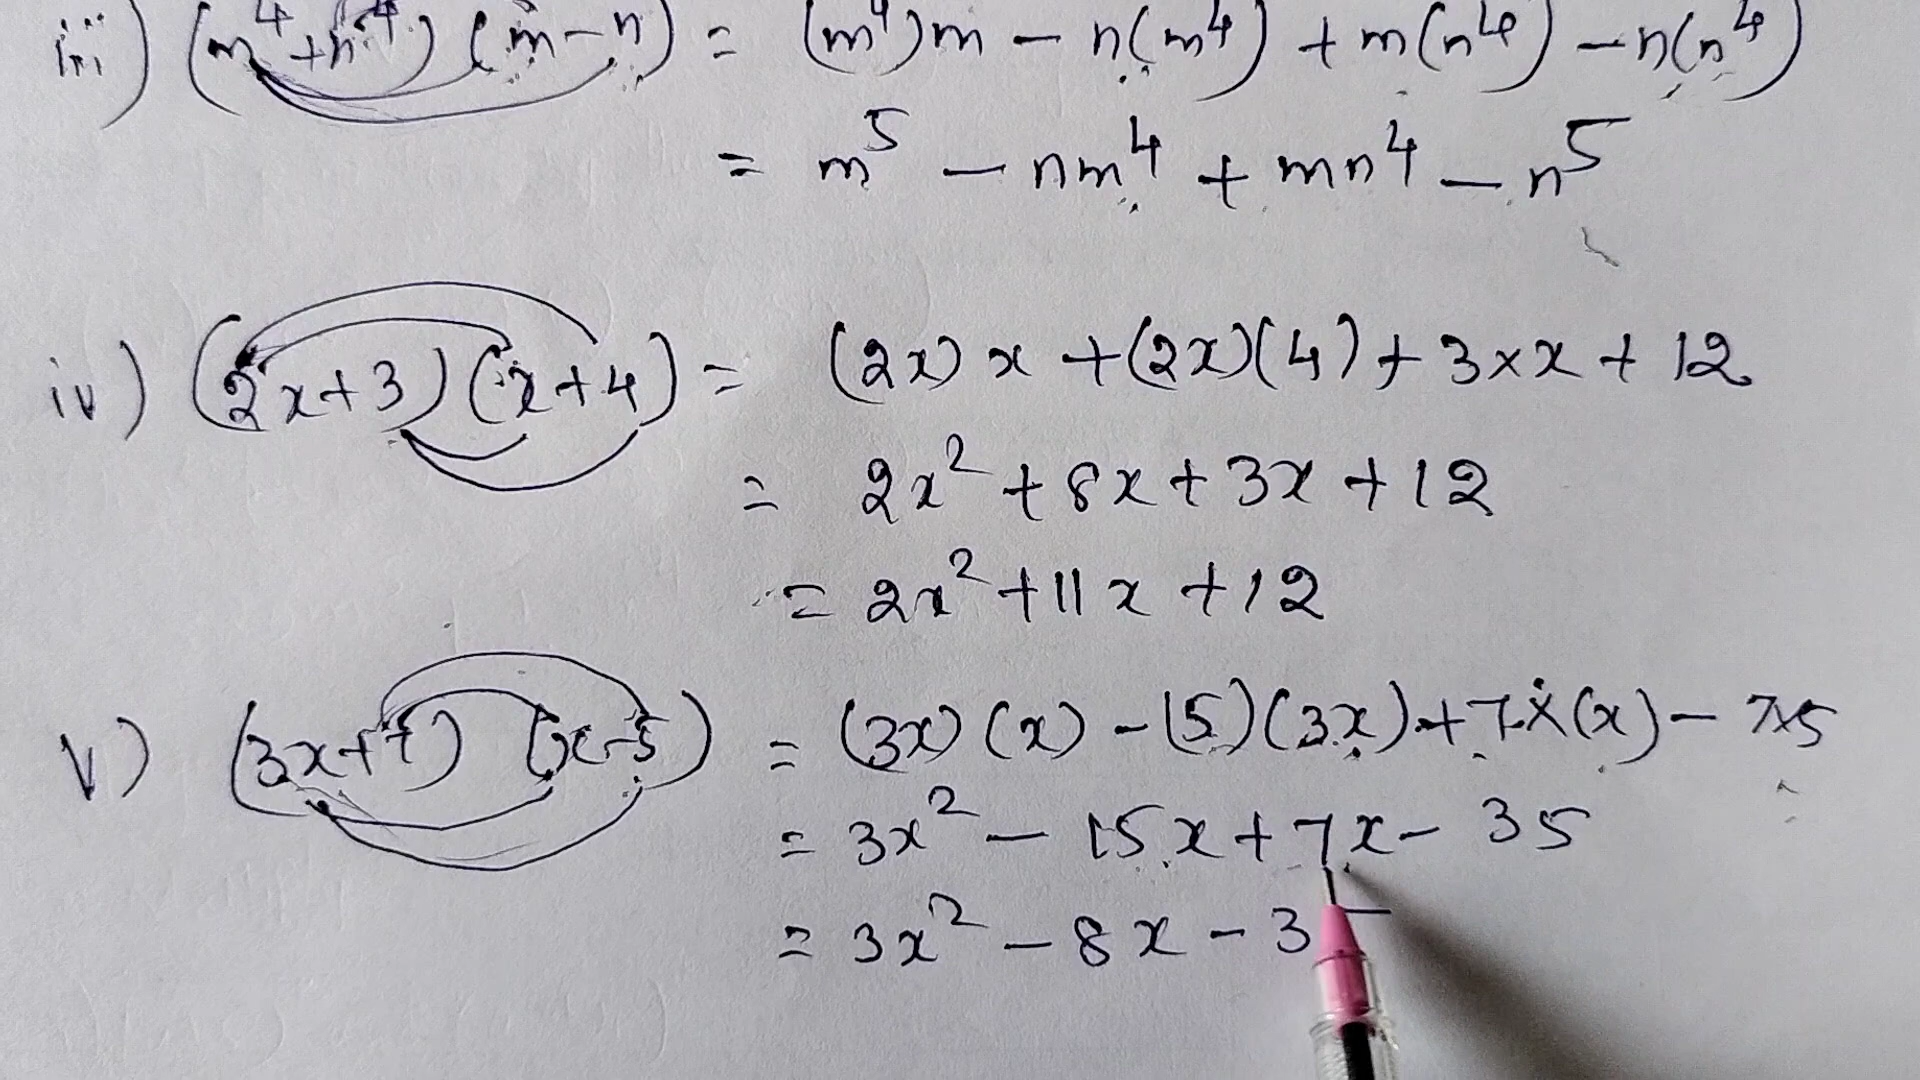 iii) (m⁴+n⁴) (m-n) = (m⁴)m - n(m⁴) + m(n⁴) - n(n⁴)
= m⁵ - nm⁴ + mn⁴ - n⁵
iv) (2x+3) (x+4) = (2x) x + (2x)(4) + 3×x + 12
= 2x² + 8x + 3x + 12
= 2x² + 11x + 12
v) (3x+7) (x-5) = (3x) (x) - (5)(3x) + 7×(x) - 7×5
= 3x² - 15x + 7x - 35
= 3x² - 8x - 35